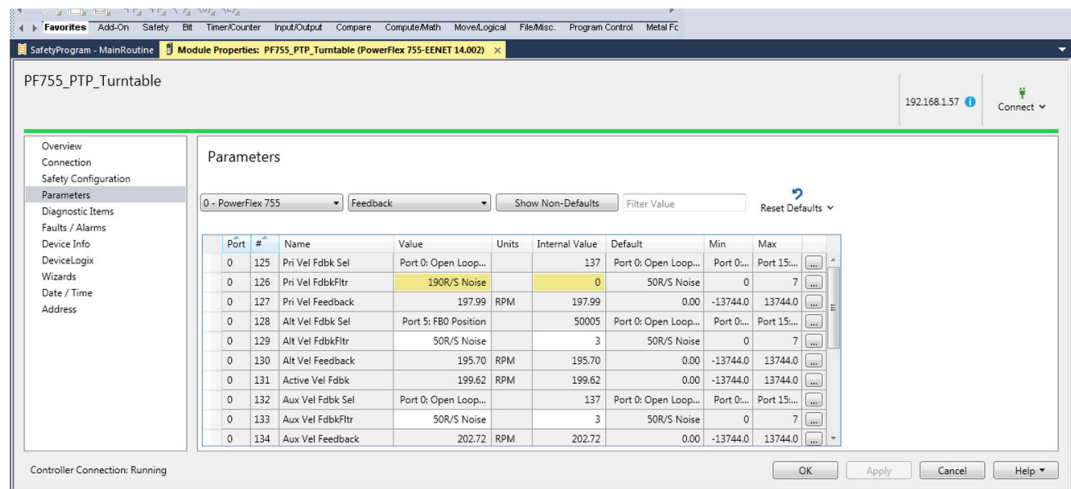 Favorites Add-On Safety Bit Timer/Counter Input/Output Compare Compute/Math Move/Logical File/Misc. Program Control Metal Fc
SafetyProgram - MainRoutine Module Properties: PF755_PTP_Turntable (PowerFlex 755-EENET 14.002) ×
PF755_PTP_Turntable
192.168.1.57
Connect
Overview
Connection
Safety Configuration
Parameters
Diagnostic Items
Faults / Alarms
Device Info
DeviceLogix
Wizards
Date / Time
Address
Parameters
0 - PowerFlex 755 Feedback Show Non-Defaults Filter Value Reset Defaults
Port # Name Value Units Internal Value Default Min Max
0 125 Pri Vel Fdbk Sel Port 0: Open Loop... 137 Port 0: Open Loop... Port 0:... Port 15:... ...
0 126 Pri Vel FdbkFltr 190R/S Noise 0 50R/S Noise 0 7 ...
0 127 Pri Vel Feedback 197.99 RPM 197.99 0.00 -13744.0 13744.0 ...
0 128 Alt Vel Fdbk Sel Port 5: FB0 Position 50005 Port 0: Open Loop... Port 0:... Port 15:... ...
0 129 Alt Vel FdbkFltr 50R/S Noise 3 50R/S Noise 0 7 ...
0 130 Alt Vel Feedback 195.70 RPM 195.70 0.00 -13744.0 13744.0 ...
0 131 Active Vel Fdbk 199.62 RPM 199.62 0.00 -13744.0 13744.0 ...
0 132 Aux Vel Fdbk Sel Port 0: Open Loop... 137 Port 0: Open Loop... Port 0:... Port 15:... ...
0 133 Aux Vel FdbkFltr 50R/S Noise 3 50R/S Noise 0 7 ...
0 134 Aux Vel Feedback 202.72 RPM 202.72 0.00 -13744.0 13744.0 ...
Controller Connection: Running
OK Apply Cancel Help